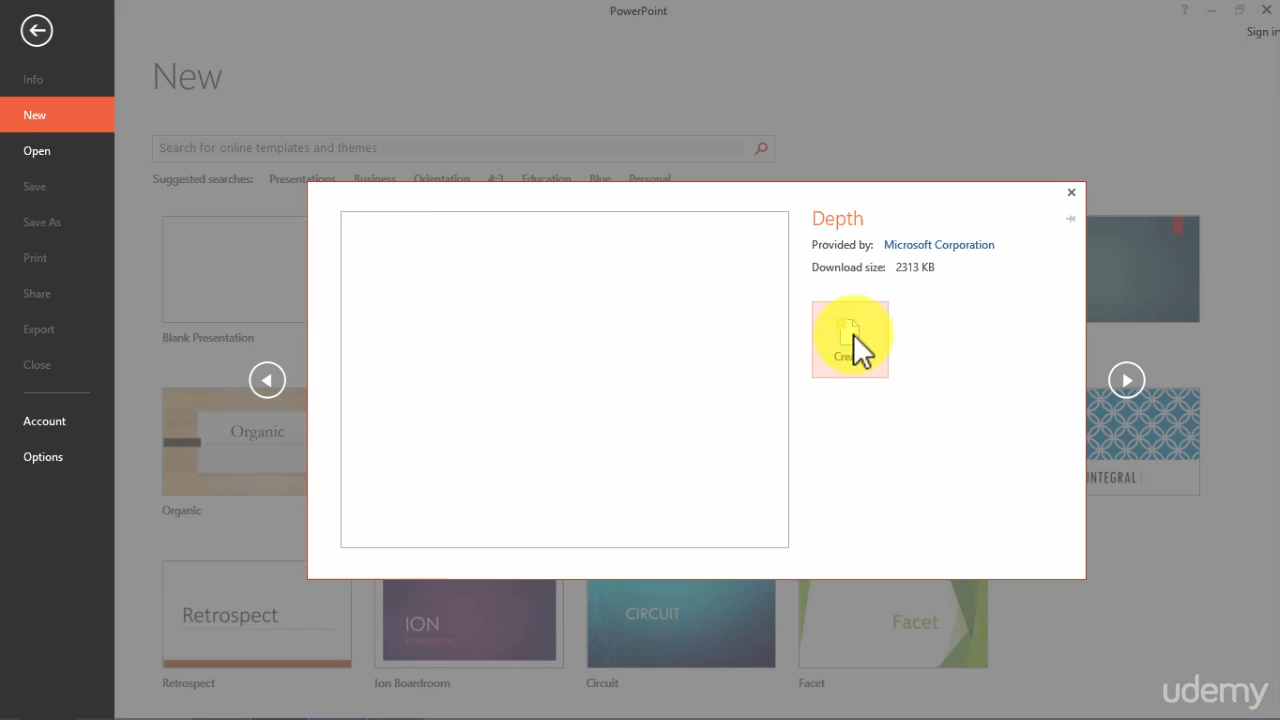 PowerPoint
?
Sign in
Info
New
Open
Save
Save As
Print
Share
Export
Close
Account
Options
New
Search for online templates and themes
Suggested searches: Presentations Business Orientation 4:3 Education Blue Personal
Depth
Provided by: Microsoft Corporation
Download size: 2313 KB
Blank Presentation
Organic
INTEGRAL
Organic
Retrospect
ION
BOARDROOM
CIRCUIT
Facet
Retrospect
Ion Boardroom
Circuit
Facet
udemy